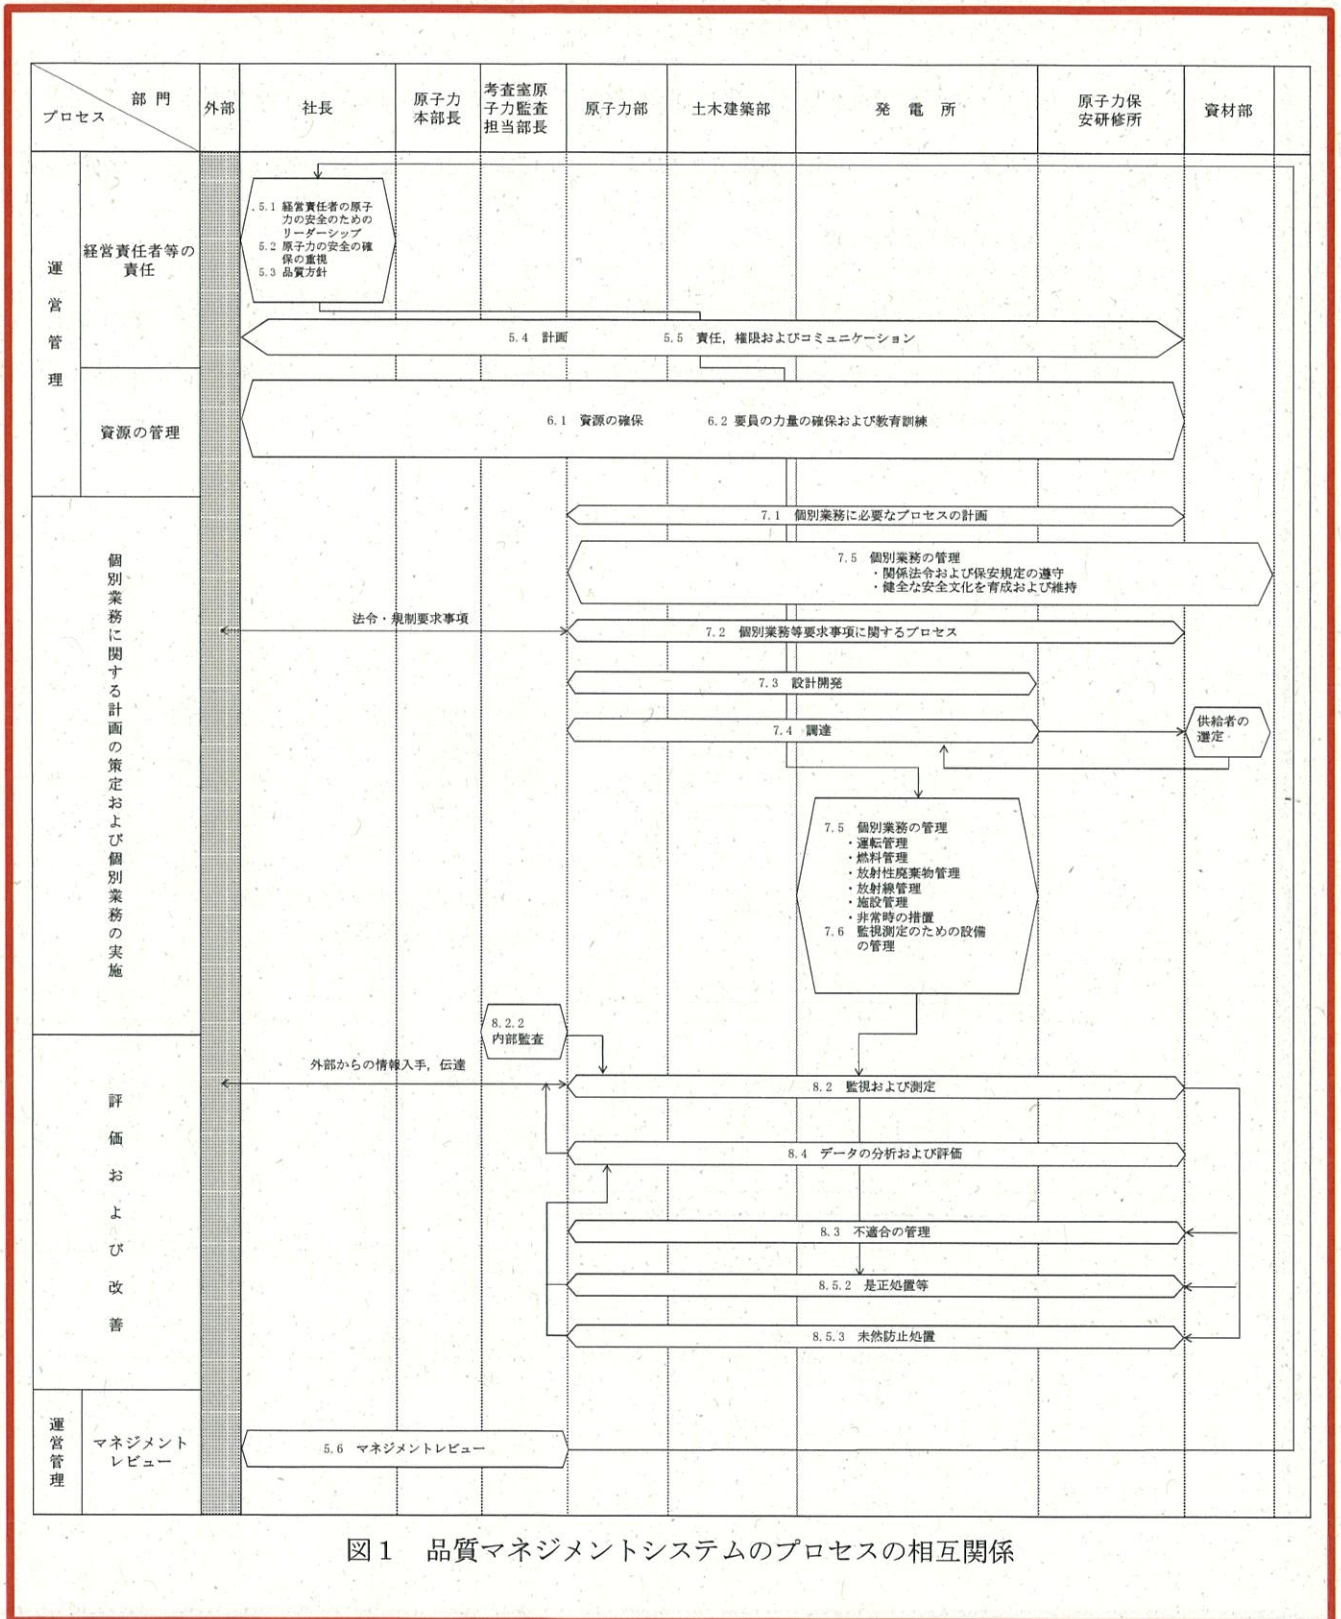 部 門
プロセス
外部
社長
原子力
本部長
考査室原
子力監査
担当部長
原子力部
土木建築部
発 電 所
原子力保
安研修所
資材部
運営管理
経営責任者等の
責任
5.1 経営責任者の原子
力の安全のための
リーダーシップ
5.2 原子力の安全の確
保の重視
5.3 品質方針
5.4 計画
5.5 責任，権限およびコミュニケーション
資源の管理
6.1 資源の確保
6.2 要員の力量の確保および教育訓練
個別業務に関する計画の策定および個別業務の実施
7.1 個別業務に必要なプロセスの計画
7.5 個別業務の管理
・関係法令および保安規定の遵守
・健全な安全文化を育成および維持
法令・規制要求事項
7.2 個別業務等要求事項に関するプロセス
7.3 設計開発
7.4 調達
供給者の
選定
7.5 個別業務の管理
・運転管理
・燃料管理
・放射性廃棄物管理
・放射線管理
・施設管理
・非常時の措置
7.6 監視測定のための設備
の管理
評価および改善
8.2.2
内部監査
外部からの情報入手，伝達
8.2 監視および測定
8.4 データの分析および評価
8.3 不適合の管理
8.5.2 是正処置等
8.5.3 未然防止処置
運営管理
マネジメント
レビュー
5.6 マネジメントレビュー
図１ 品質マネジメントシステムのプロセスの相互関係